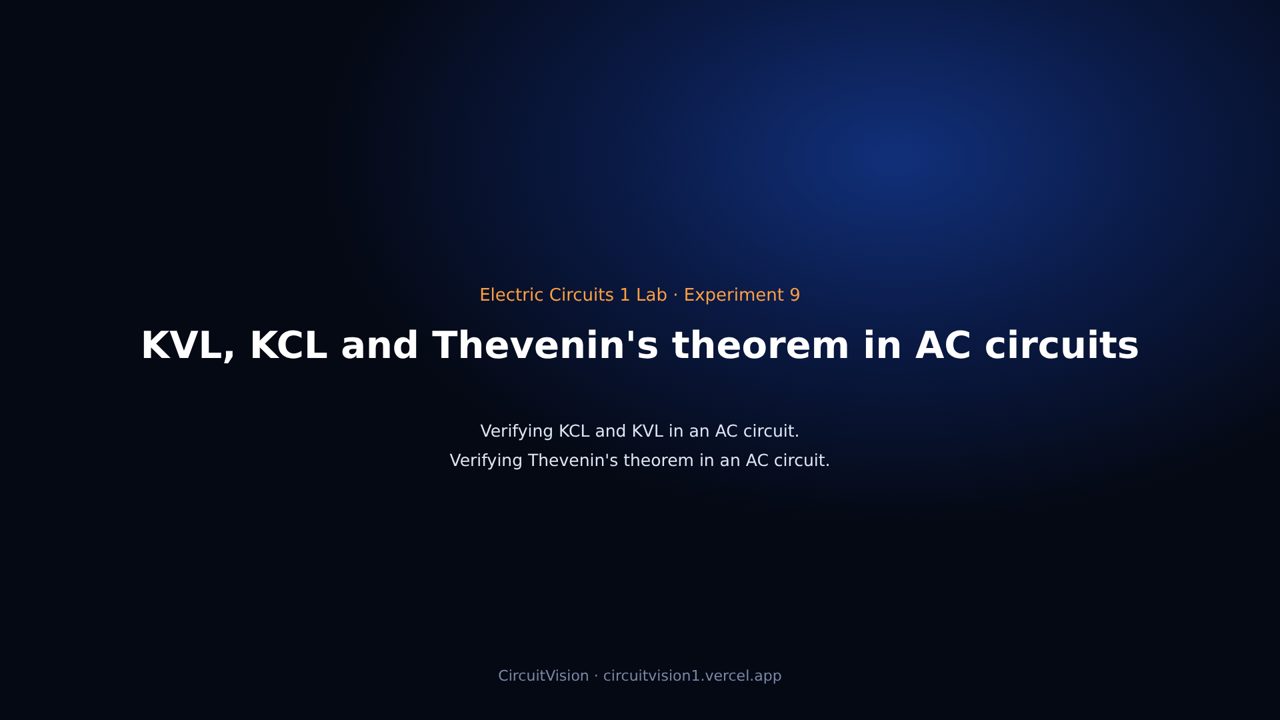 Electric Circuits 1 Lab · Experiment 9
KVL, KCL and Thevenin's theorem in AC circuits
Verifying KCL and KVL in an AC circuit.
Verifying Thevenin's theorem in an AC circuit.
CircuitVision · circuitvision1.vercel.app